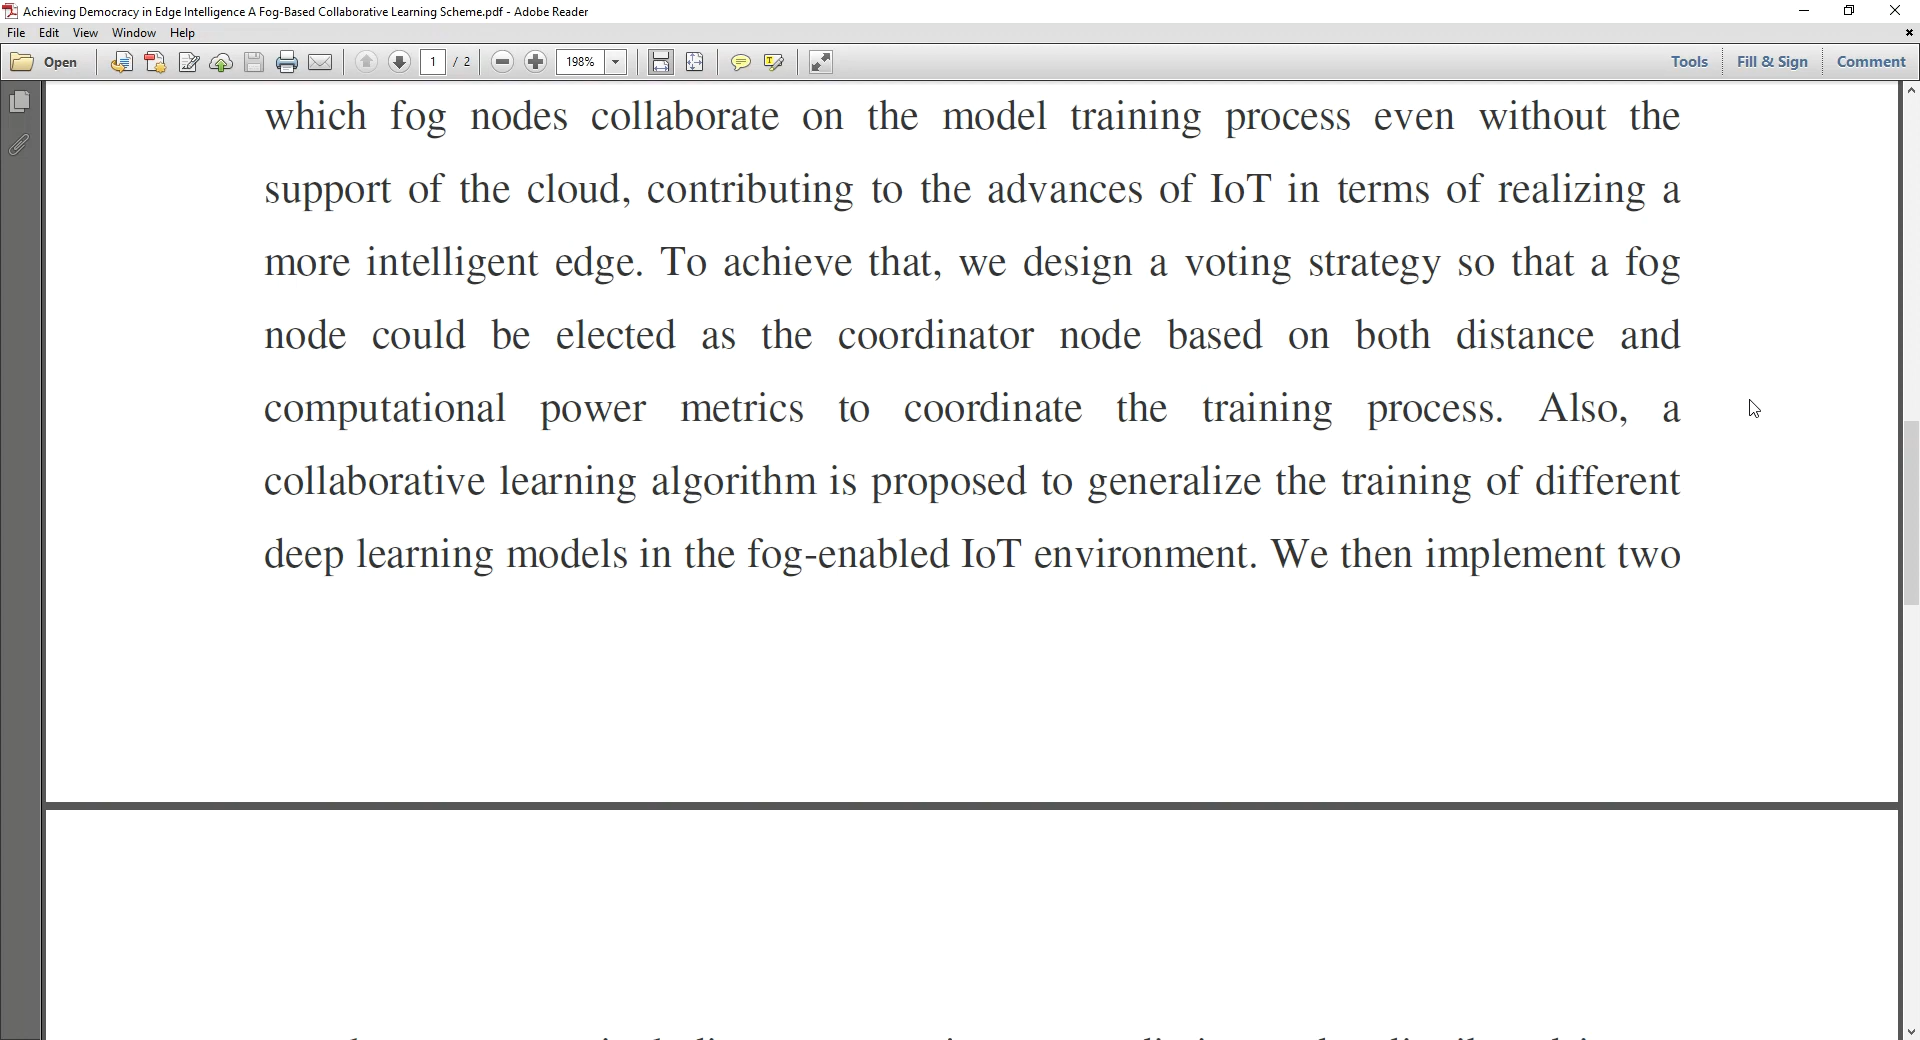 Achieving Democracy in Edge Intelligence A Fog-Based Collaborative Learning Scheme.pdf - Adobe Reader
File Edit View Window Help
Open 1 / 2 198% Tools Fill & Sign Comment
which fog nodes collaborate on the model training process even without the
support of the cloud, contributing to the advances of IoT in terms of realizing a
more intelligent edge. To achieve that, we design a voting strategy so that a fog
node could be elected as the coordinator node based on both distance and
computational power metrics to coordinate the training process. Also, a
collaborative learning algorithm is proposed to generalize the training of different
deep learning models in the fog-enabled IoT environment. We then implement two